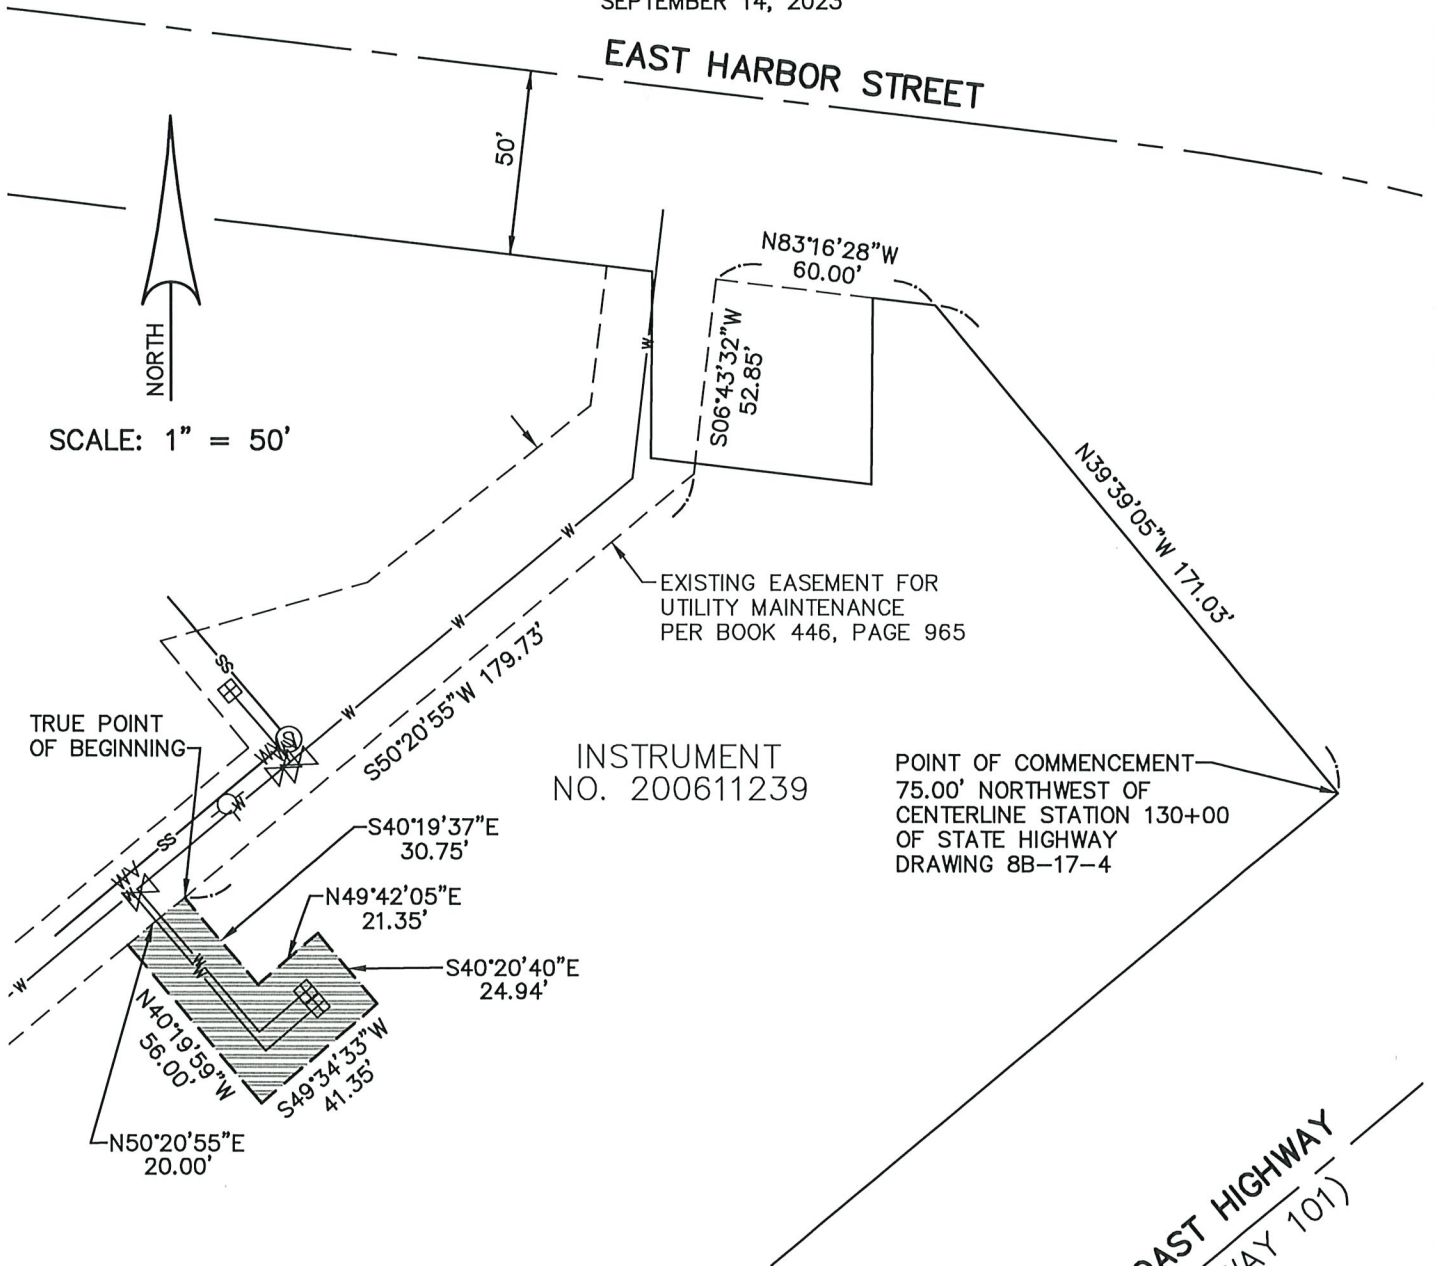 SEPTEMBER 14, 2023
EAST HARBOR STREET
50'
N83°16'28"W
60.00'
NORTH
S06°43'32"W
52.85'
SCALE: 1" = 50'
N39°39'05"W 171.03'
W
W
EXISTING EASEMENT FOR
UTILITY MAINTENANCE
PER BOOK 446, PAGE 965
W
SS
S50°20'55"W 179.73'
W
TRUE POINT
OF BEGINNING
S
INSTRUMENT
NO. 200611239
POINT OF COMMENCEMENT
75.00' NORTHWEST OF
CENTERLINE STATION 130+00
OF STATE HIGHWAY
DRAWING 8B-17-4
W
SS
S40°19'37"E
30.75'
N49°42'05"E
21.35'
W
W
W
S40°20'40"E
24.94'
N40°19'59"W
56.00'
S49°34'33"W
41.35'
N50°20'55"E
20.00'
HIGHWAY
101)